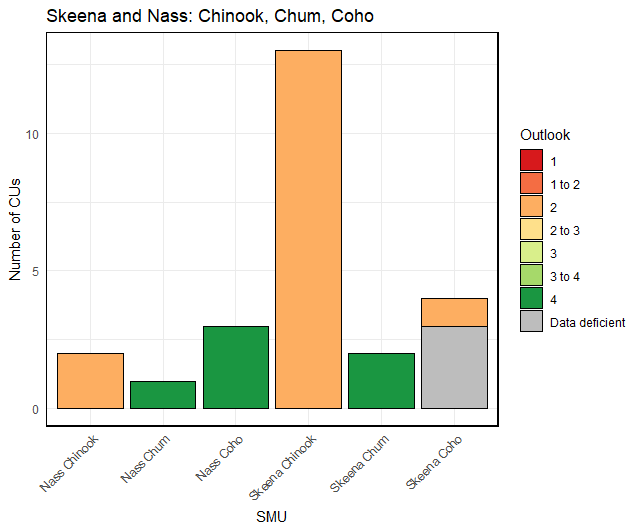 Skeena and Nass: Chinook, Chum, Coho
Number of CUs
10
5
0
Nass Chinook
Nass Chum
Nass Coho
Skeena Chinook
Skeena Chum
Skeena Coho
SMU
Outlook
1
1 to 2
2
2 to 3
3
3 to 4
4
Data deficient